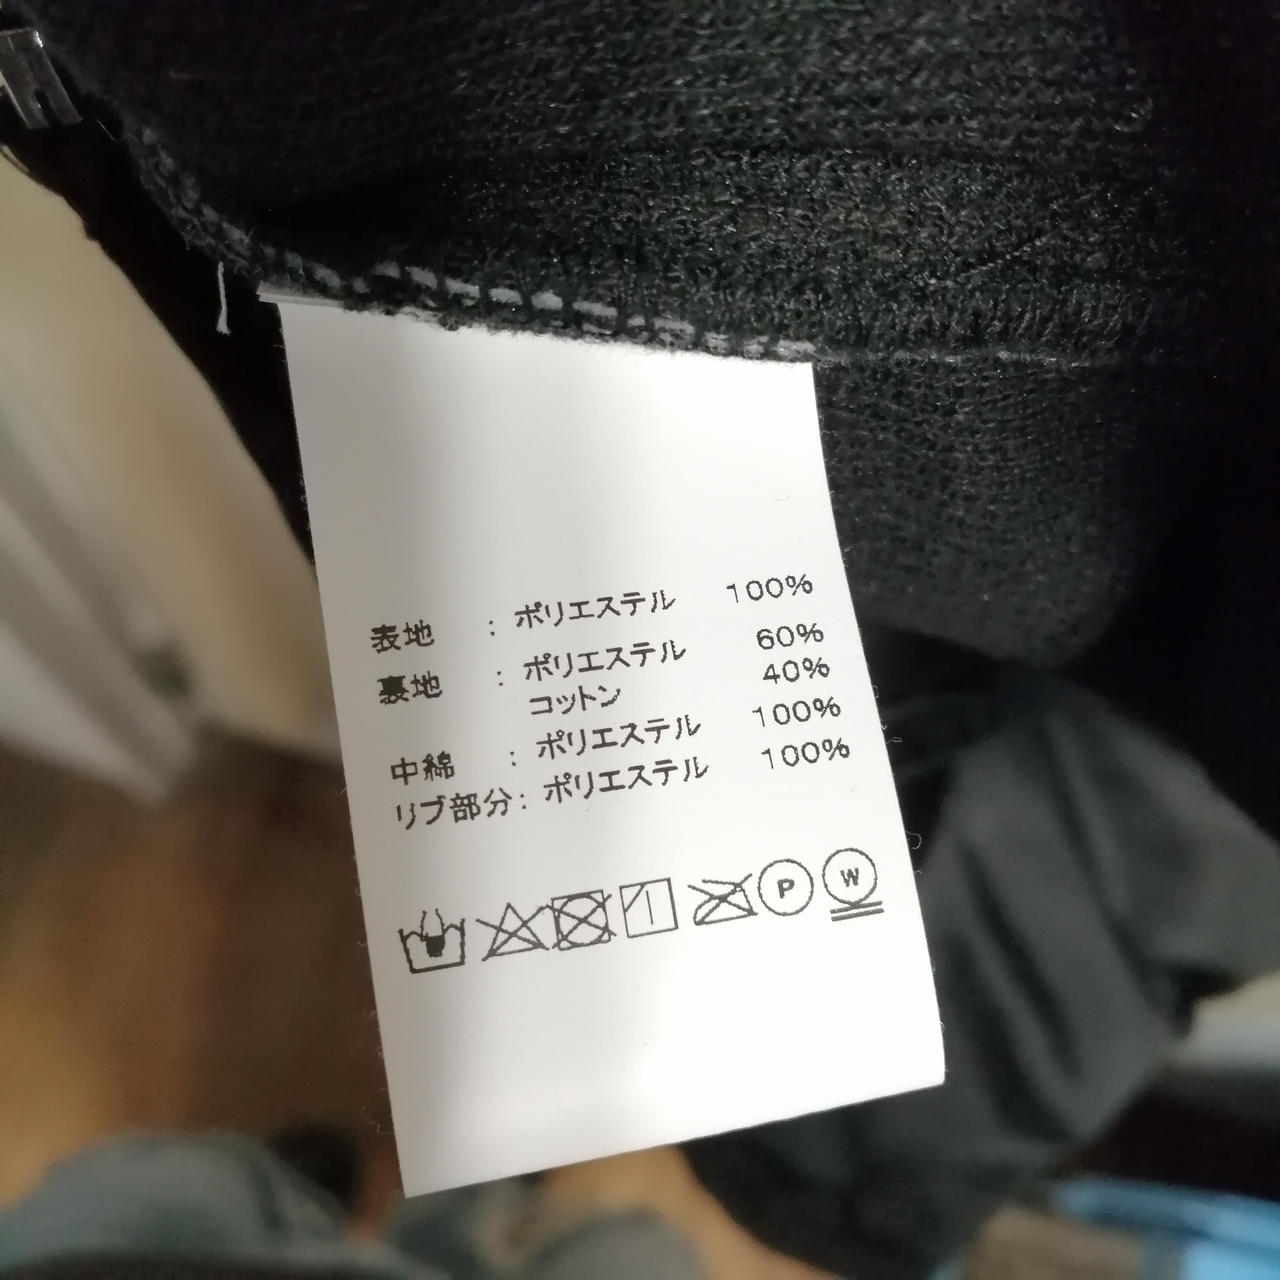 表地 : ポリエステル 100%
裏地 : ポリエステル 60%
コットン 40%
中綿 : ポリエステル 100%
リブ部分: ポリエステル 100%
P W